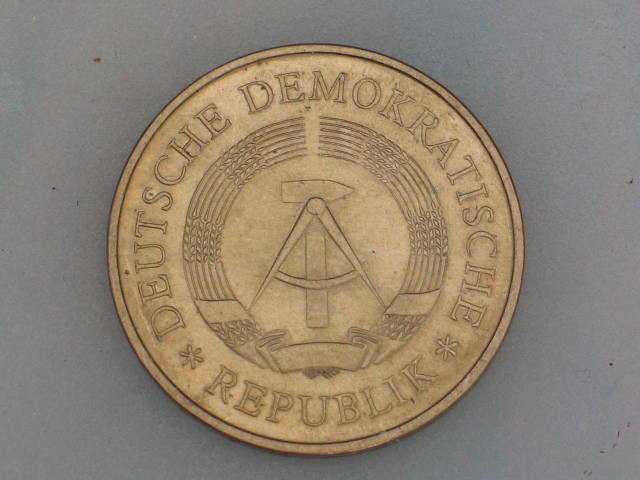 DEUTSCHE DEMOKRATISCHE
* REPUBLIK *